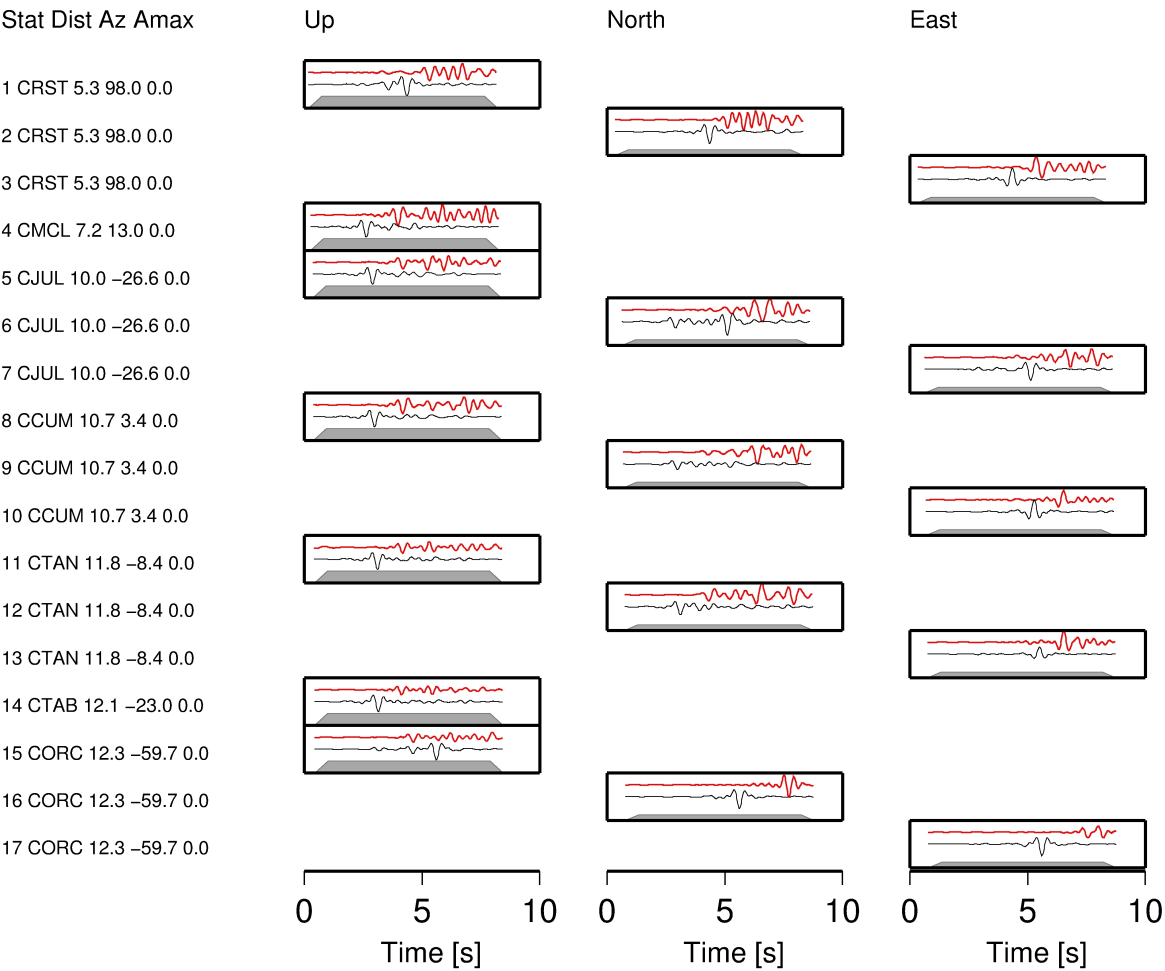 Stat Dist Az Amax Up North East
1 CRST 5.3 98.0 0.0
2 CRST 5.3 98.0 0.0
3 CRST 5.3 98.0 0.0
4 CMCL 7.2 13.0 0.0
5 CJUL 10.0 −26.6 0.0
6 CJUL 10.0 −26.6 0.0
7 CJUL 10.0 −26.6 0.0
8 CCUM 10.7 3.4 0.0
9 CCUM 10.7 3.4 0.0
10 CCUM 10.7 3.4 0.0
11 CTAN 11.8 −8.4 0.0
12 CTAN 11.8 −8.4 0.0
13 CTAN 11.8 −8.4 0.0
14 CTAB 12.1 −23.0 0.0
15 CORC 12.3 −59.7 0.0
16 CORC 12.3 −59.7 0.0
17 CORC 12.3 −59.7 0.0
0 5 10 0 5 10 0 5 10
Time [s] Time [s] Time [s]